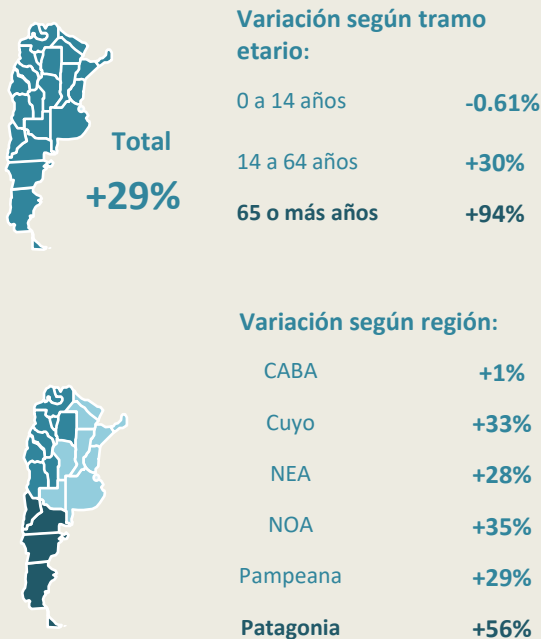 Variación según tramo
etario:
0 a 14 años -0.61%
Total
14 a 64 años +30%
+29%
65 o más años +94%
Variación según región:
CABA +1%
Cuyo +33%
NEA +28%
NOA +35%
Pampeana +29%
Patagonia +56%